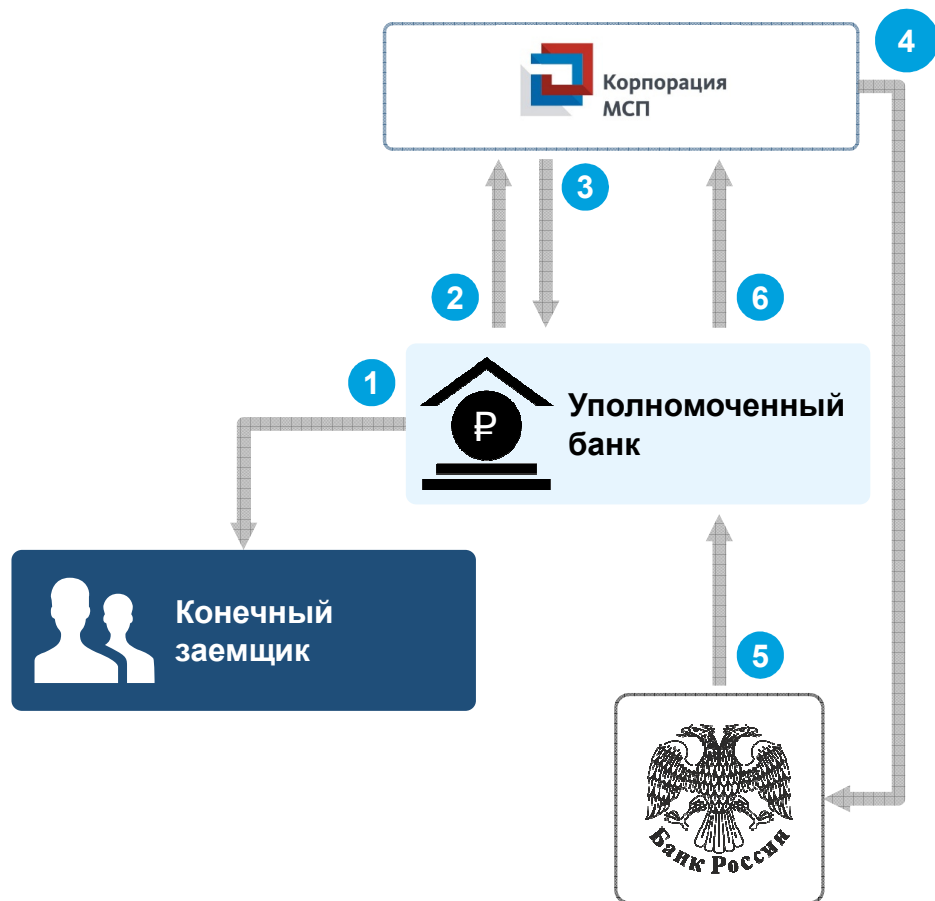 4
Корпорация
МСП
3
2
6
1
₽
Уполномоченный
банк
Конечный
заемщик
5
Банк России